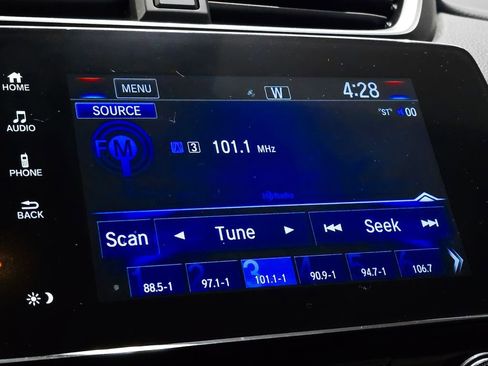 HOME
MENU
W
4:28
SOURCE
"ST"
00
AUDIO
FM
3
101.1 MHz
PHONE
BACK
Scan
Tune
Seek
88.5-1
97.1-1
101.1-1
90.9-1
94.7-1
106.7